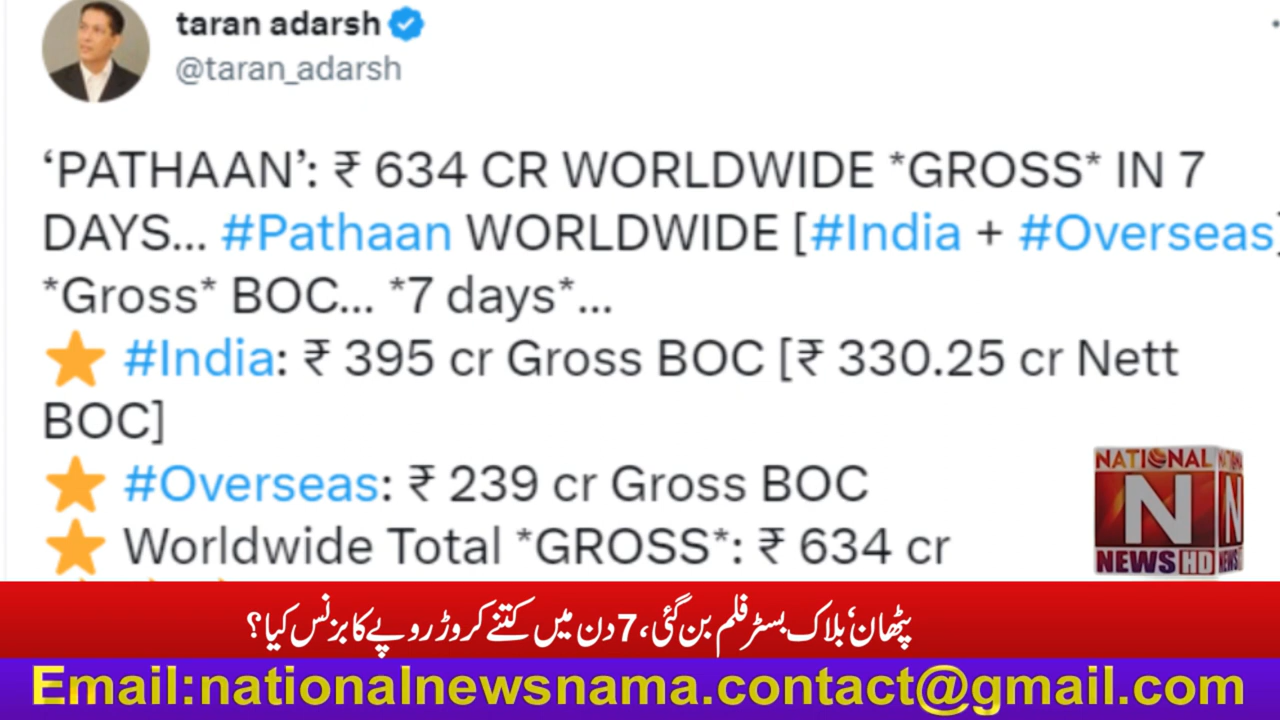 taran adarsh
@taran_adarsh
‘PATHAAN’: ₹ 634 CR WORLDWIDE *GROSS* IN 7
DAYS... #Pathaan WORLDWIDE [#India + #Overseas]
*Gross* BOC... *7 days*...
#India: ₹ 395 cr Gross BOC [₹ 330.25 cr Nett
BOC]
#Overseas: ₹ 239 cr Gross BOC
Worldwide Total *GROSS*: ₹ 634 cr
NATIONAL
N
NEWS HD
پٹھان‘ بلاک بسٹر فلم بن گئی، 7 دن میں کتنے کروڑ روپے کا بزنس کیا؟
Email:nationalnewsnama.contact@gmail.com